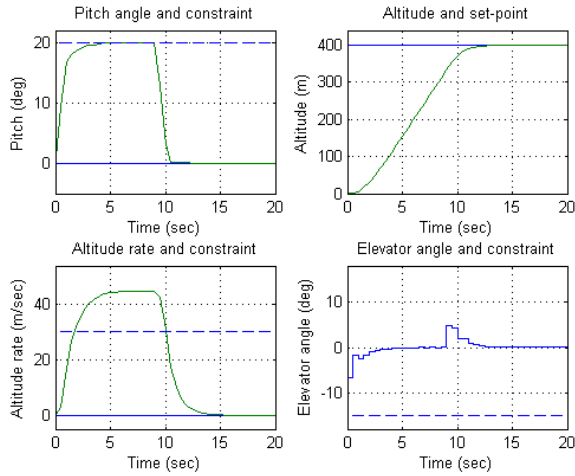 Pitch angle and constraint
20
10
0
Pitch (deg)
0 5 10 15 20
Time (sec)
Altitude and set-point
400
300
200
100
0
Altitude (m)
0 5 10 15 20
Time (sec)
Altitude rate and constraint
40
20
0
Altitude rate (m/sec)
0 5 10 15 20
Time (sec)
Elevator angle and constraint
10
0
-10
Elevator angle (deg)
0 5 10 15 20
Time (sec)